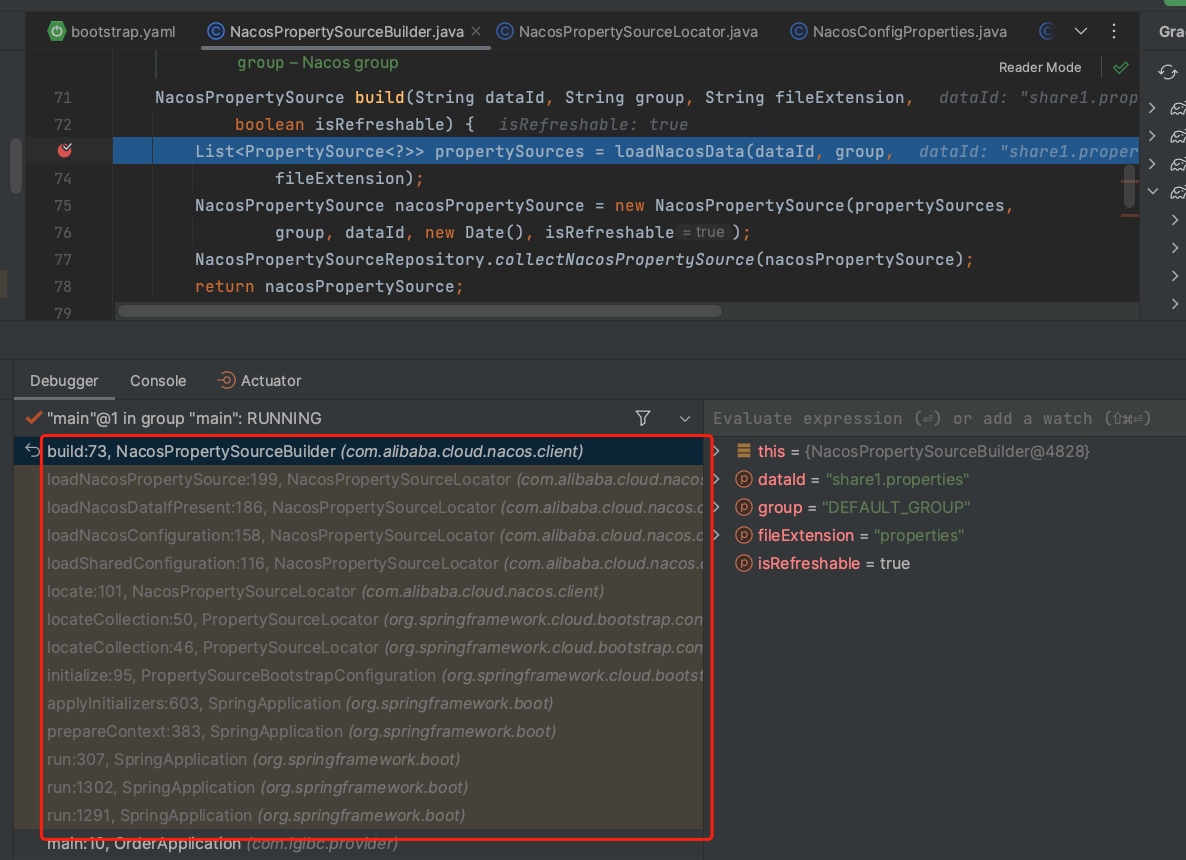 bootstrap.yaml NacosPropertySourceBuilder.java NacosPropertySourceLocator.java NacosConfigProperties.java Gra
group – Nacos group
Reader Mode
71 NacosPropertySource build(String dataId, String group, String fileExtension, dataId: "share1.prop
72 boolean isRefreshable) { isRefreshable: true
List<PropertySource<?>> propertySources = loadNacosData(dataId, group, dataId: "share1.proper
74 fileExtension);
75 NacosPropertySource nacosPropertySource = new NacosPropertySource(propertySources,
76 group, dataId, new Date(), isRefreshable = true );
77 NacosPropertySourceRepository.collectNacosPropertySource(nacosPropertySource);
78 return nacosPropertySource;
79
Debugger Console Actuator
"main"@1 in group "main": RUNNING
Evaluate expression (⏎) or add a watch (⇧⌘⏎)
build:73, NacosPropertySourceBuilder (com.alibaba.cloud.nacos.client)
loadNacosPropertySource:199, NacosPropertySourceLocator (com.alibaba.cloud.nacos
loadNacosDataIfPresent:186, NacosPropertySourceLocator (com.alibaba.cloud.nacos.c
loadNacosConfiguration:158, NacosPropertySourceLocator (com.alibaba.cloud.nacos.c
loadSharedConfiguration:116, NacosPropertySourceLocator (com.alibaba.cloud.nacos.
locate:101, NacosPropertySourceLocator (com.alibaba.cloud.nacos.client)
locateCollection:50, PropertySourceLocator (org.springframework.cloud.bootstrap.con
locateCollection:46, PropertySourceLocator (org.springframework.cloud.bootstrap.con
initialize:95, PropertySourceBootstrapConfiguration (org.springframework.cloud.bootst
applyInitializers:603, SpringApplication (org.springframework.boot)
prepareContext:383, SpringApplication (org.springframework.boot)
run:307, SpringApplication (org.springframework.boot)
run:1302, SpringApplication (org.springframework.boot)
run:1291, SpringApplication (org.springframework.boot)
main:10, OrderApplication (com.lglbc.provider)
this = {NacosPropertySourceBuilder@4828}
dataId = "share1.properties"
group = "DEFAULT_GROUP"
fileExtension = "properties"
isRefreshable = true